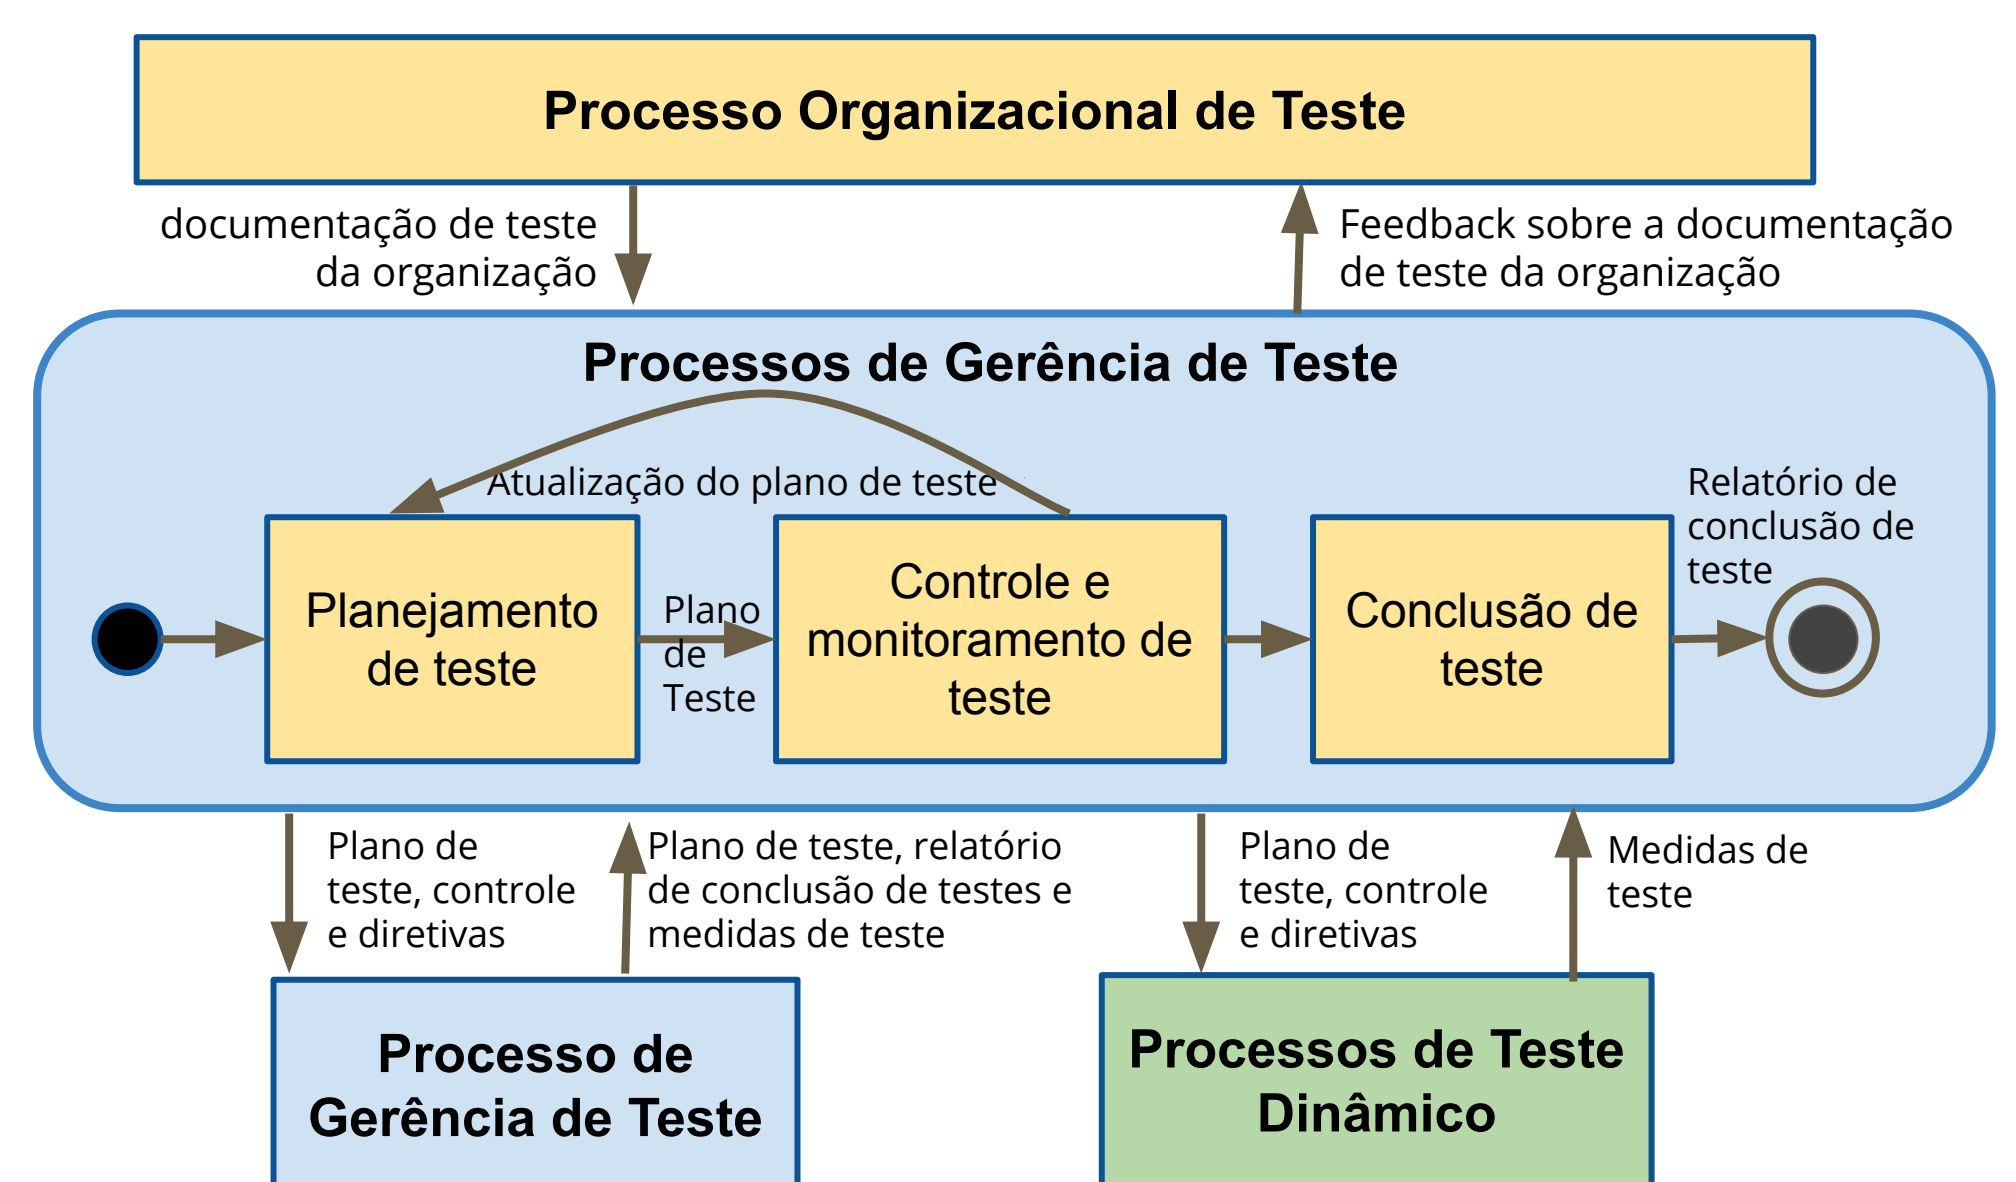 Processo Organizacional de Teste
documentação de teste
da organização
Feedback sobre a documentação
de teste da organização
Processos de Gerência de Teste
Atualização do plano de teste
Relatório de
conclusão de
teste
Planejamento
de teste
Plano
de
Teste
Controle e
monitoramento de
teste
Conclusão de
teste
Plano de
teste, controle
e diretivas
Plano de teste, relatório
de conclusão de testes e
medidas de teste
Plano de
teste, controle
e diretivas
Medidas de
teste
Processo de
Gerência de Teste
Processos de Teste
Dinâmico